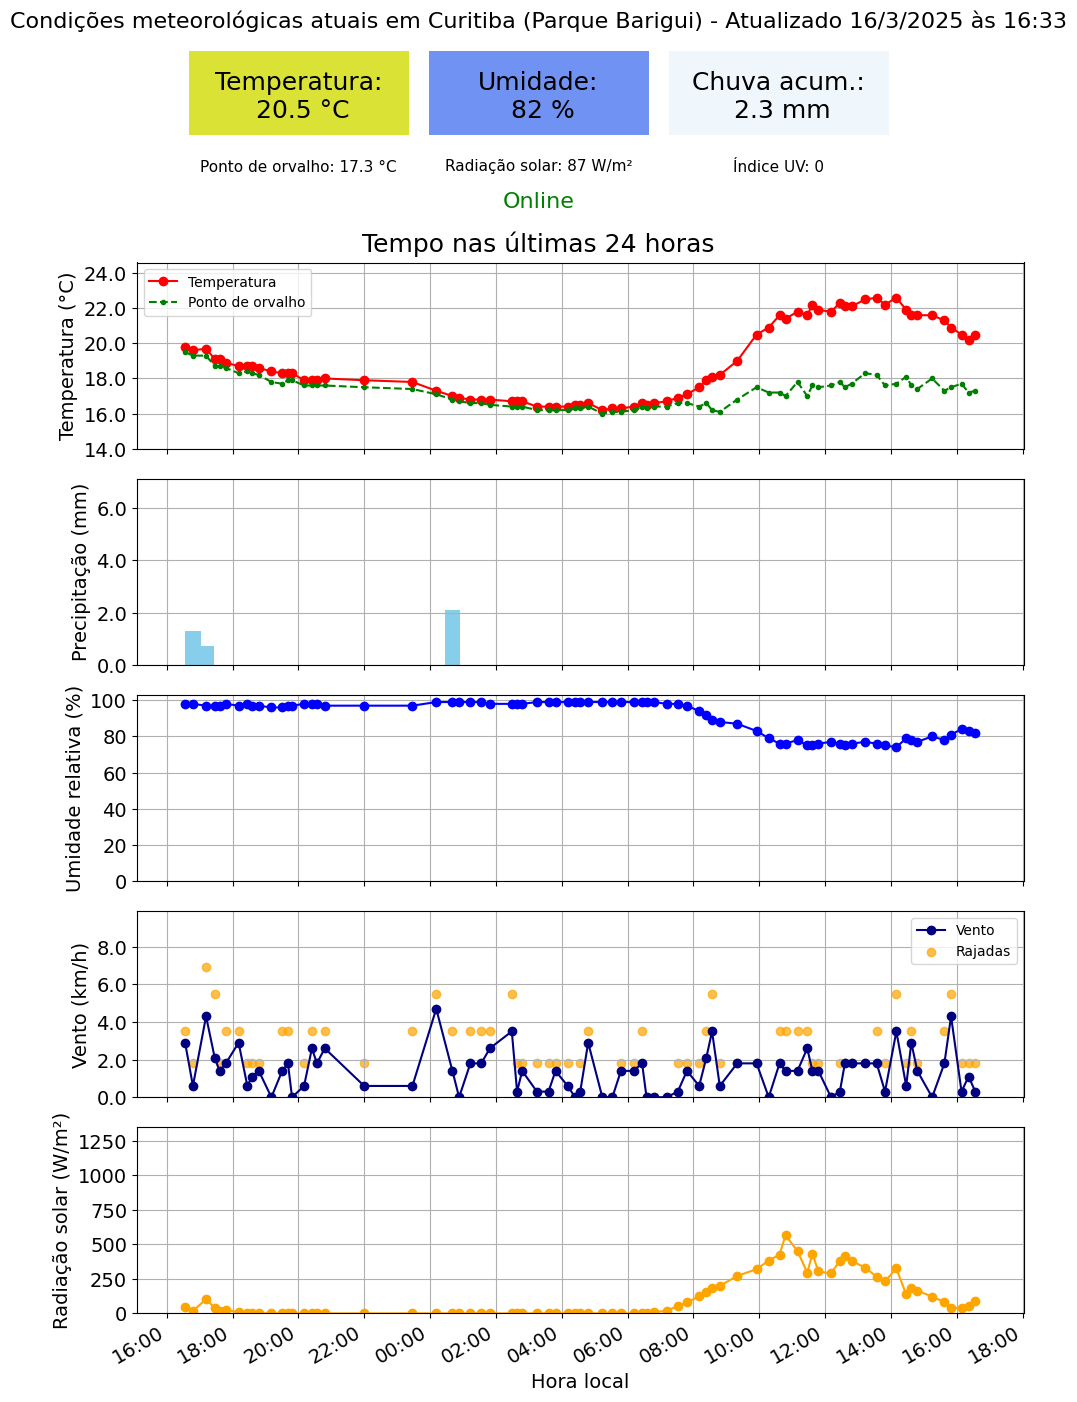 Condições meteorológicas atuais em Curitiba (Parque Barigui) - Atualizado 16/3/2025 às 16:33
Temperatura:
20.5 °C
Umidade:
82 %
Chuva acum.:
2.3 mm
Ponto de orvalho: 17.3 °C
Radiação solar: 87 W/m²
Índice UV: 0
Online
Tempo nas últimas 24 horas
Temperatura (°C)
24.0
22.0
20.0
18.0
16.0
14.0
Temperatura
Ponto de orvalho
Precipitação (mm)
6.0
4.0
2.0
0.0
Umidade relativa (%)
100
80
60
40
20
0
Vento (km/h)
8.0
6.0
4.0
2.0
0.0
Vento
Rajadas
Radiação solar (W/m²)
1250
1000
750
500
250
0
16:00
18:00
20:00
22:00
00:00
02:00
04:00
06:00
08:00
10:00
12:00
14:00
16:00
18:00
Hora local